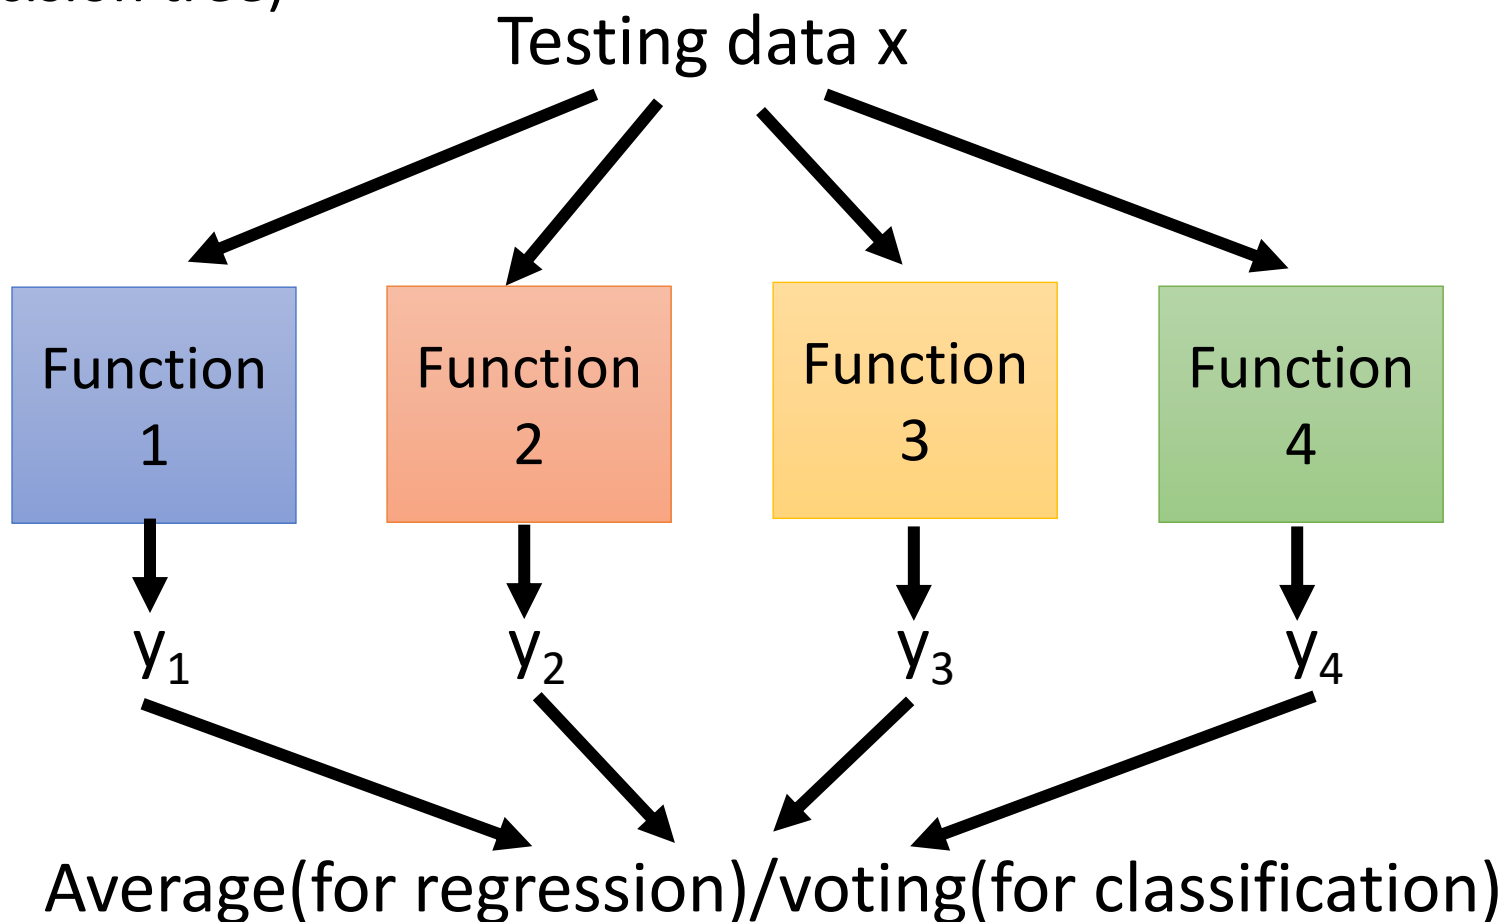 Testing data x
Function
1
Function
2
Function
3
Function
4
y1
y2
y3
y4
Average(for regression)/voting(for classification)